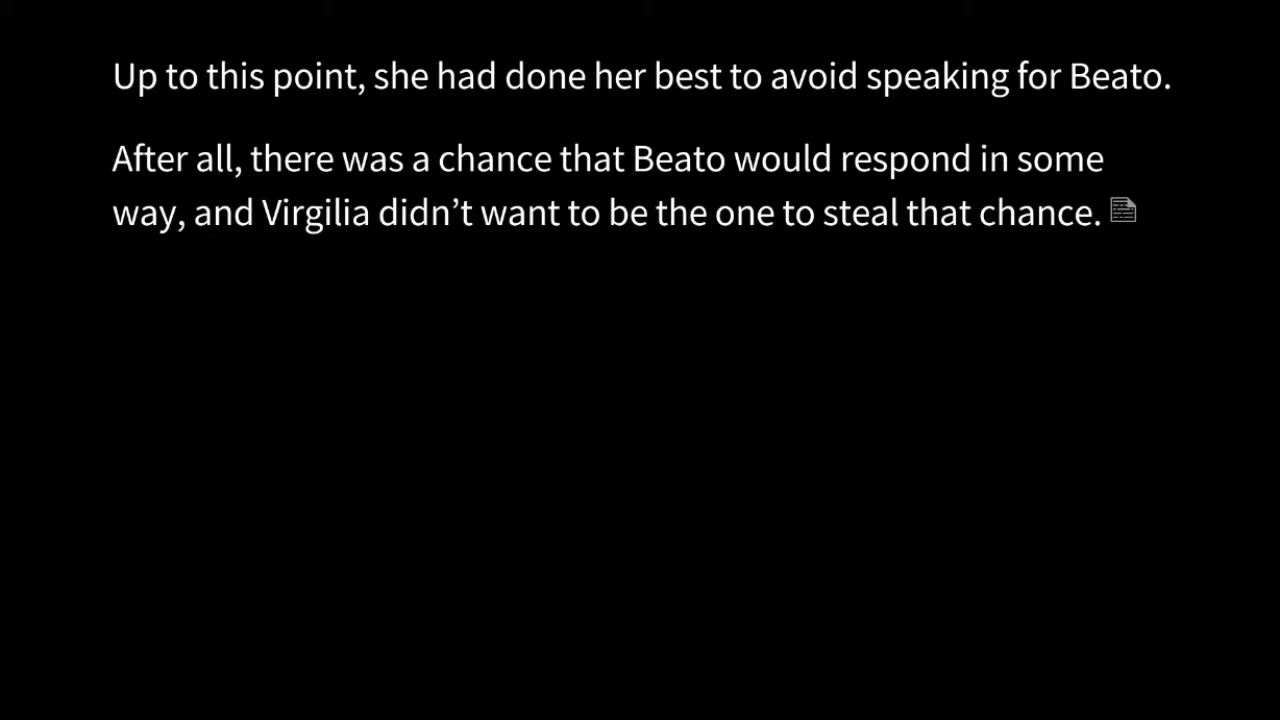 Up to this point, she had done her best to avoid speaking for Beato.
After all, there was a chance that Beato would respond in some
way, and Virgilia didn’t want to be the one to steal that chance.